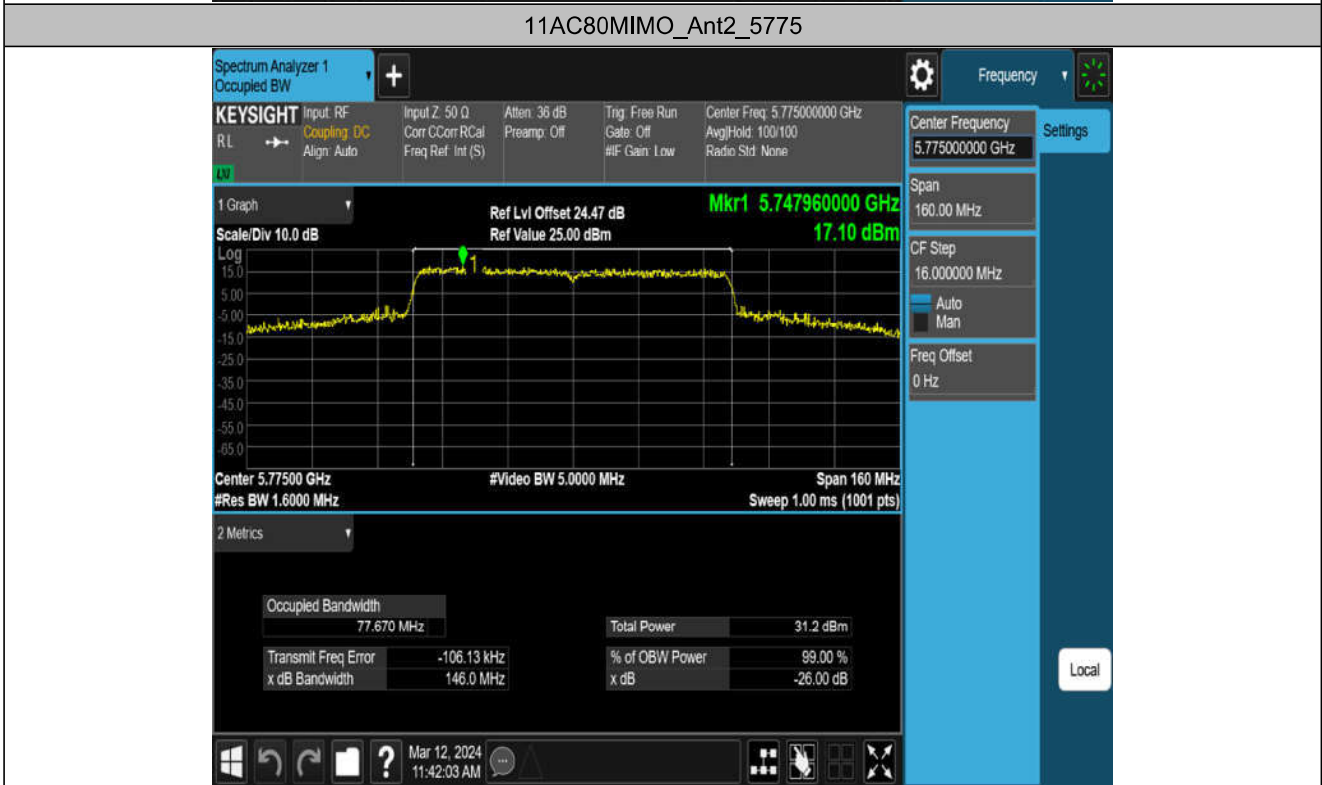 11AC80MIMO_Ant2_5775
Spectrum Analyzer 1
Occupied BW
+
Frequency
KEYSIGHT
RL
LXI
Input: RF
Coupling: DC
Align: Auto
Input Z: 50 Ω
Corr CCorr RCal
Freq Ref: Int (S)
Atten: 36 dB
Preamp: Off
Trig: Free Run
Gate: Off
#IF Gain: Low
Center Freq: 5.775000000 GHz
Avg|Hold: 100/100
Radio Std: None
Center Frequency
5.775000000 GHz
Settings
Span
160.00 MHz
CF Step
16.000000 MHz
Auto
Man
Freq Offset
0 Hz
Local
1 Graph
Scale/Div 10.0 dB
Ref Lvl Offset 24.47 dB
Ref Value 25.00 dBm
Mkr1 5.747960000 GHz
17.10 dBm
Log
15.0
5.00
-5.00
-15.0
-25.0
-35.0
-45.0
-55.0
-65.0
1
Center 5.77500 GHz
#Video BW 5.0000 MHz
Span 160 MHz
#Res BW 1.6000 MHz
Sweep 1.00 ms (1001 pts)
2 Metrics
Occupied Bandwidth
77.670 MHz
Total Power 31.2 dBm
Transmit Freq Error -106.13 kHz
% of OBW Power 99.00 %
x dB Bandwidth 146.0 MHz
x dB -26.00 dB
?
Mar 12, 2024
11:42:03 AM